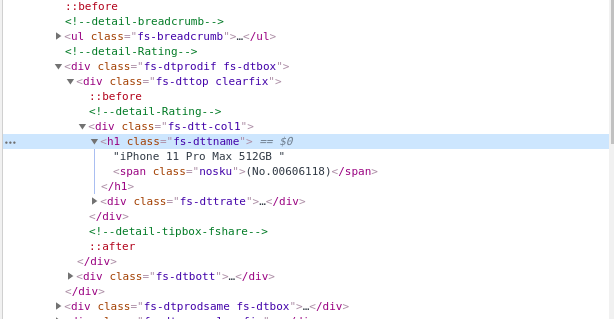 ::before
<!--detail-breadcrumb-->
<ul class="fs-breadcrumb">…</ul>
<!--detail-Rating-->
<div class="fs-dtprodif fs-dtbox">
<div class="fs-dttop clearfix">
::before
<!--detail-Rating-->
<div class="fs-dtt-col1">
<h1 class="fs-dttname"> == $0
"iPhone 11 Pro Max 512GB "
<span class="nosku">(No.00606118)</span>
</h1>
<div class="fs-dttrate">…</div>
</div>
<!--detail-tipbox-fshare-->
::after
</div>
<div class="fs-dtbott">…</div>
</div>
<div class="fs-dtprodsame fs-dtbox">…</div>